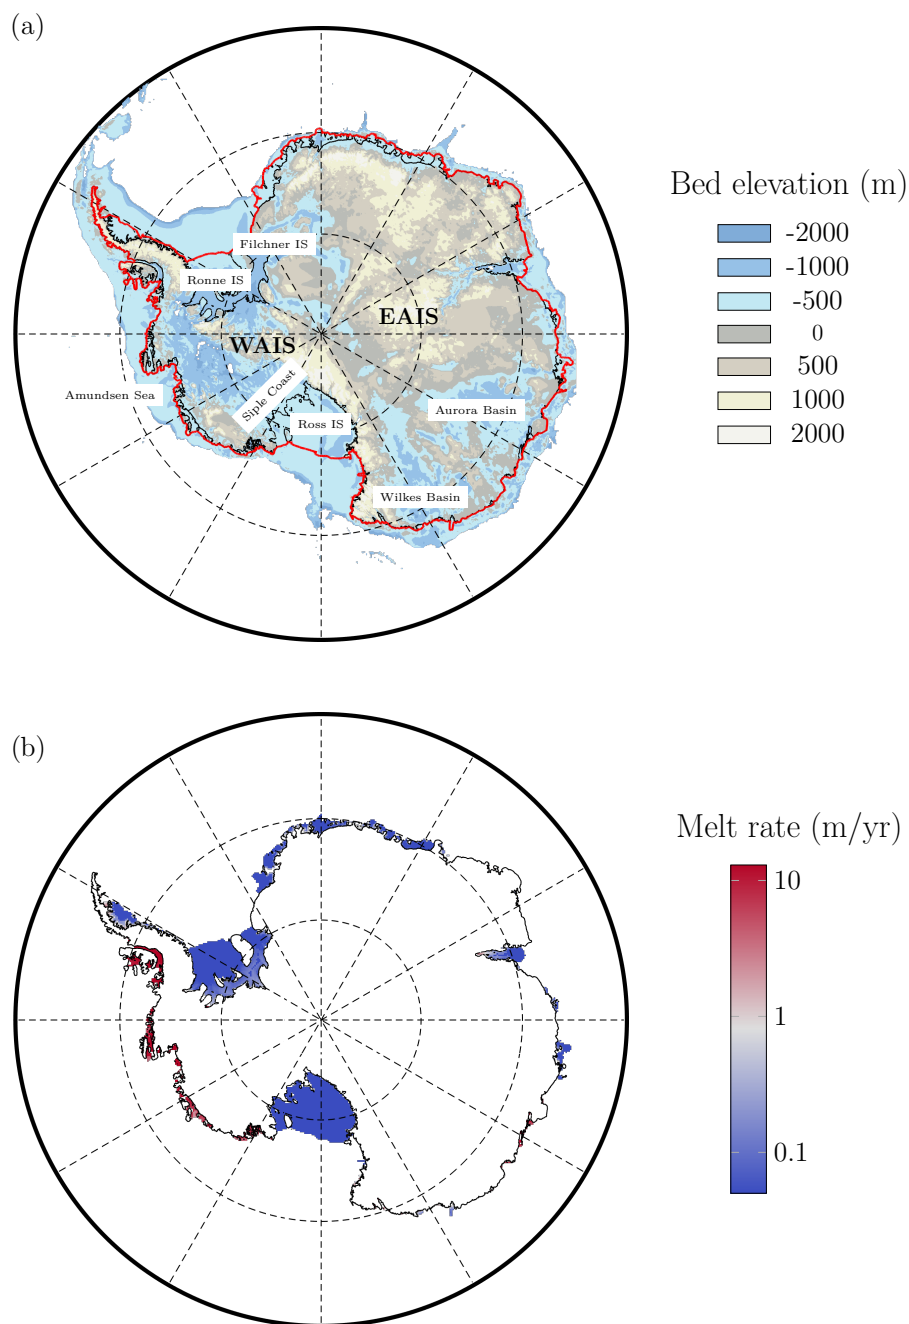 (a)
Bed elevation (m)
-2000
-1000
-500
0
500
1000
2000
Filchner IS
Ronne IS
EAIS
WAIS
Siple Coast
Amundsen Sea
Ross IS
Aurora Basin
Wilkes Basin
(b)
Melt rate (m/yr)
10
1
0.1